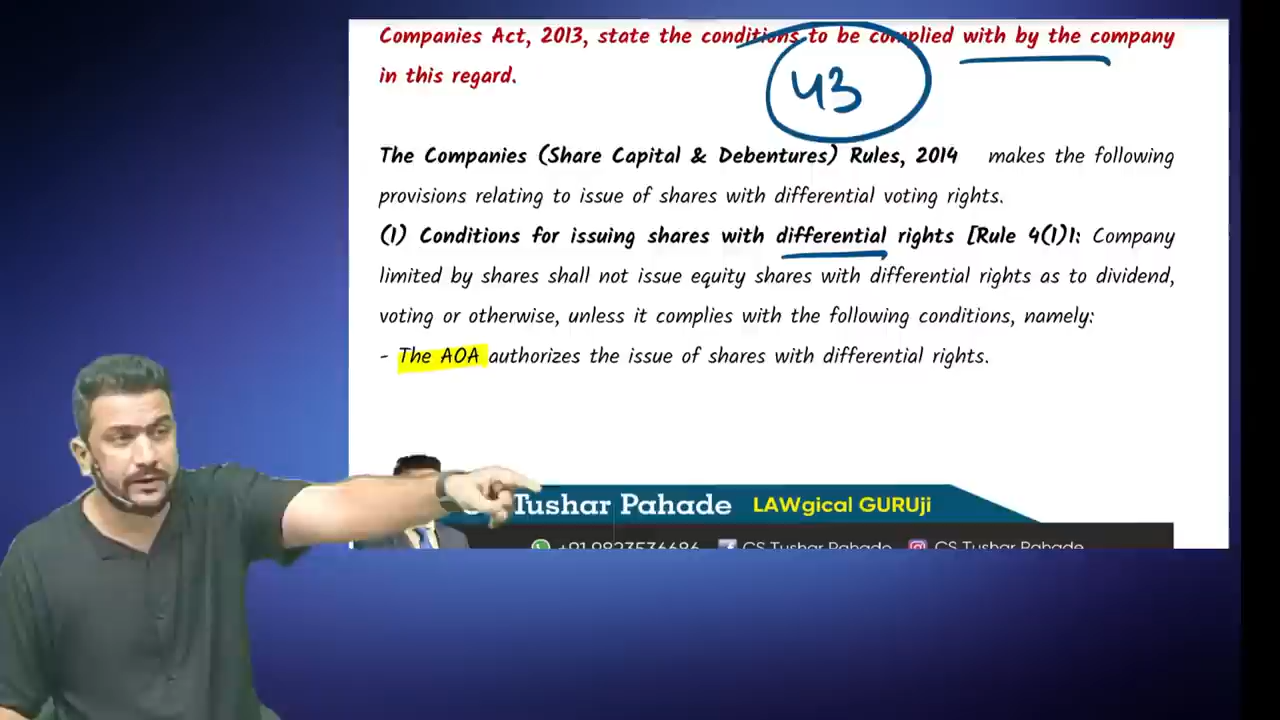 Companies Act, 2013, state the conditions to be complied with by the company
in this regard.
43
The Companies (Share Capital & Debentures) Rules, 2014 makes the following
provisions relating to issue of shares with differential voting rights.
(1) Conditions for issuing shares with differential rights [Rule 4(1)]: Company
limited by shares shall not issue equity shares with differential rights as to dividend,
voting or otherwise, unless it complies with the following conditions, namely:
- The AOA authorizes the issue of shares with differential rights.
Tushar Pahade LAWgical GURUji
CS Tushar Pahade CS Tushar Pahade